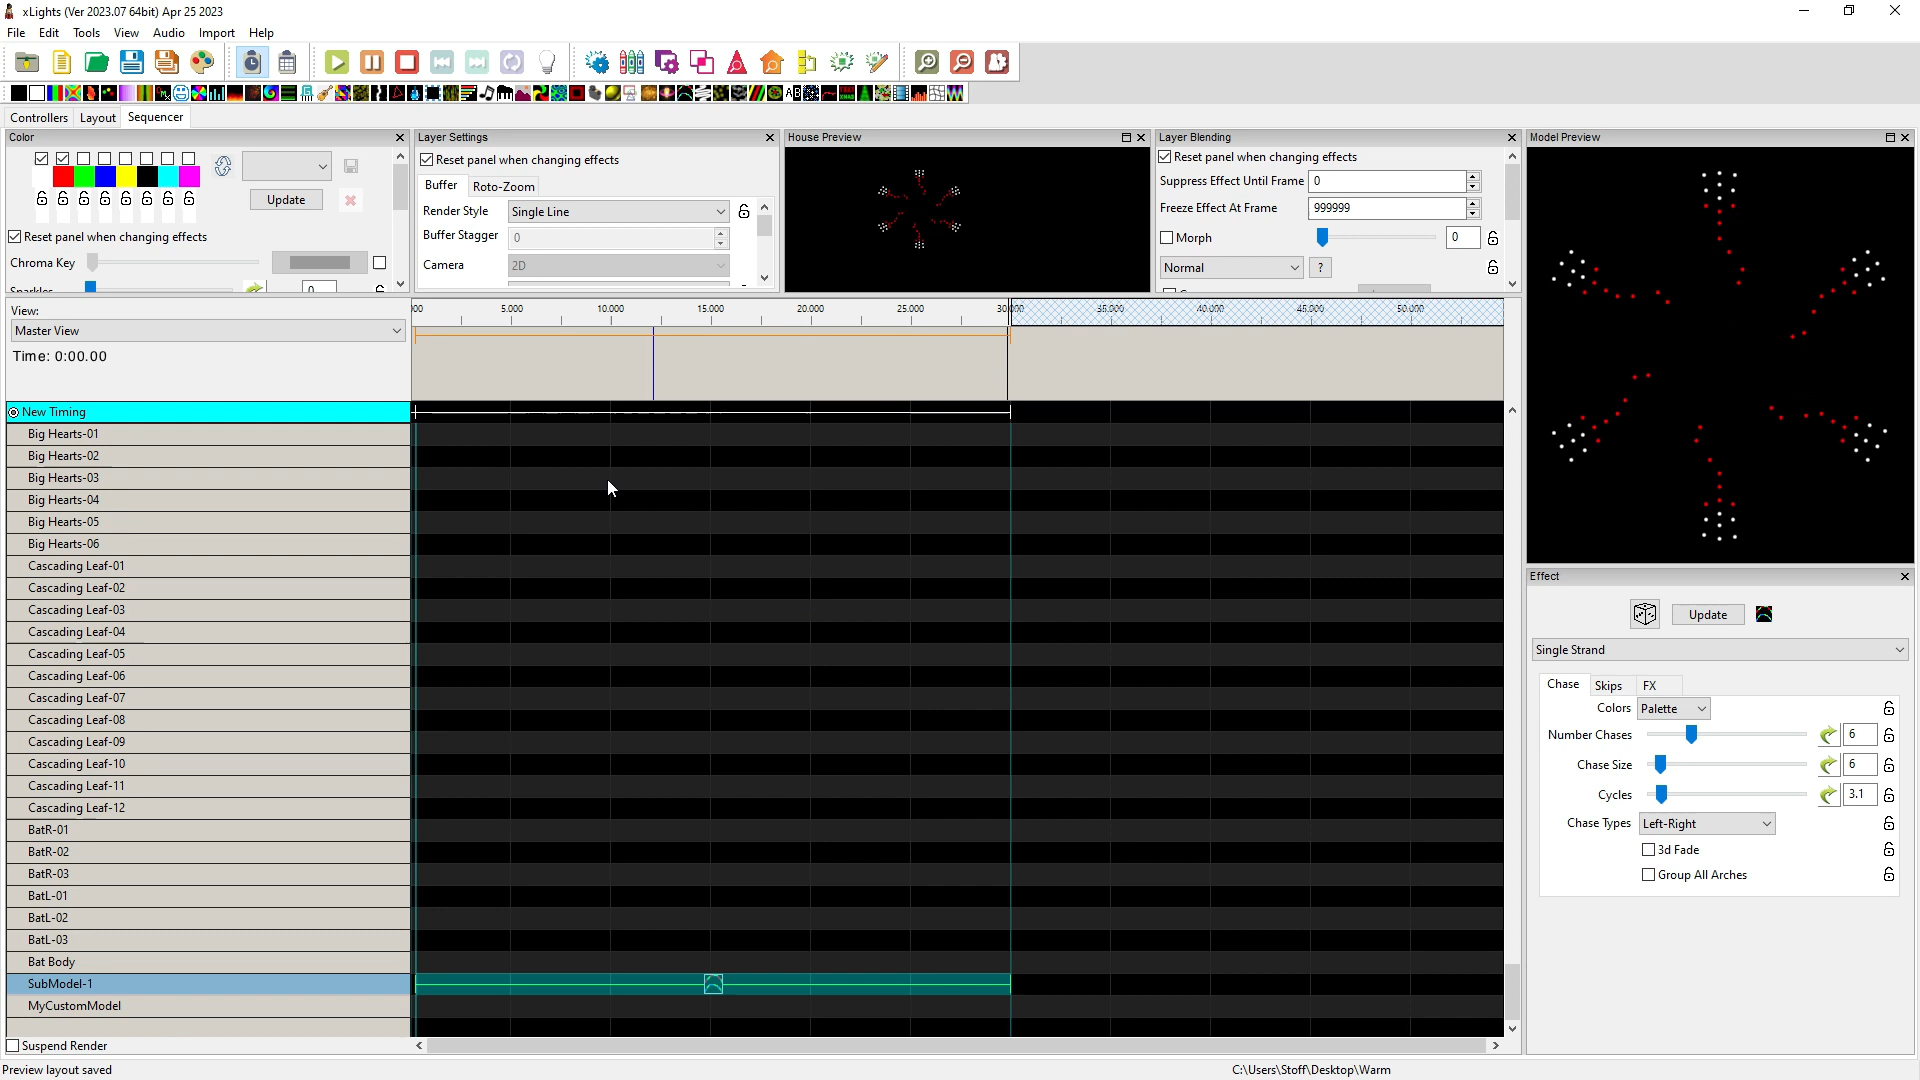 xLights (Ver 2023.07 64bit) Apr 25 2023
File Edit Tools View Audio Import Help
Controllers Layout Sequencer
Color
Update
Reset panel when changing effects
Chroma Key
Sparkles 0
Layer Settings
Reset panel when changing effects
Buffer Roto-Zoom
Render Style Single Line
Buffer Stagger 0
Camera 2D
House Preview
Layer Blending
Reset panel when changing effects
Suppress Effect Until Frame 0
Freeze Effect At Frame 999999
Morph 0
Normal ?
Model Preview
View:
Master View
Time: 0:00.00
5.000 10.000 15.000 20.000 25.000 30.000 35.000 40.000 45.000 50.000
New Timing
Big Hearts-01
Big Hearts-02
Big Hearts-03
Big Hearts-04
Big Hearts-05
Big Hearts-06
Cascading Leaf-01
Cascading Leaf-02
Cascading Leaf-03
Cascading Leaf-04
Cascading Leaf-05
Cascading Leaf-06
Cascading Leaf-07
Cascading Leaf-08
Cascading Leaf-09
Cascading Leaf-10
Cascading Leaf-11
Cascading Leaf-12
BatR-01
BatR-02
BatR-03
BatL-01
BatL-02
BatL-03
Bat Body
SubModel-1
MyCustomModel
Suspend Render
Effect
Update
Single Strand
Chase Skips FX
Colors Palette
Number Chases 6
Chase Size 6
Cycles 3.1
Chase Types Left-Right
3d Fade
Group All Arches
Preview layout saved
C:\Users\Stoff\Desktop\Warm